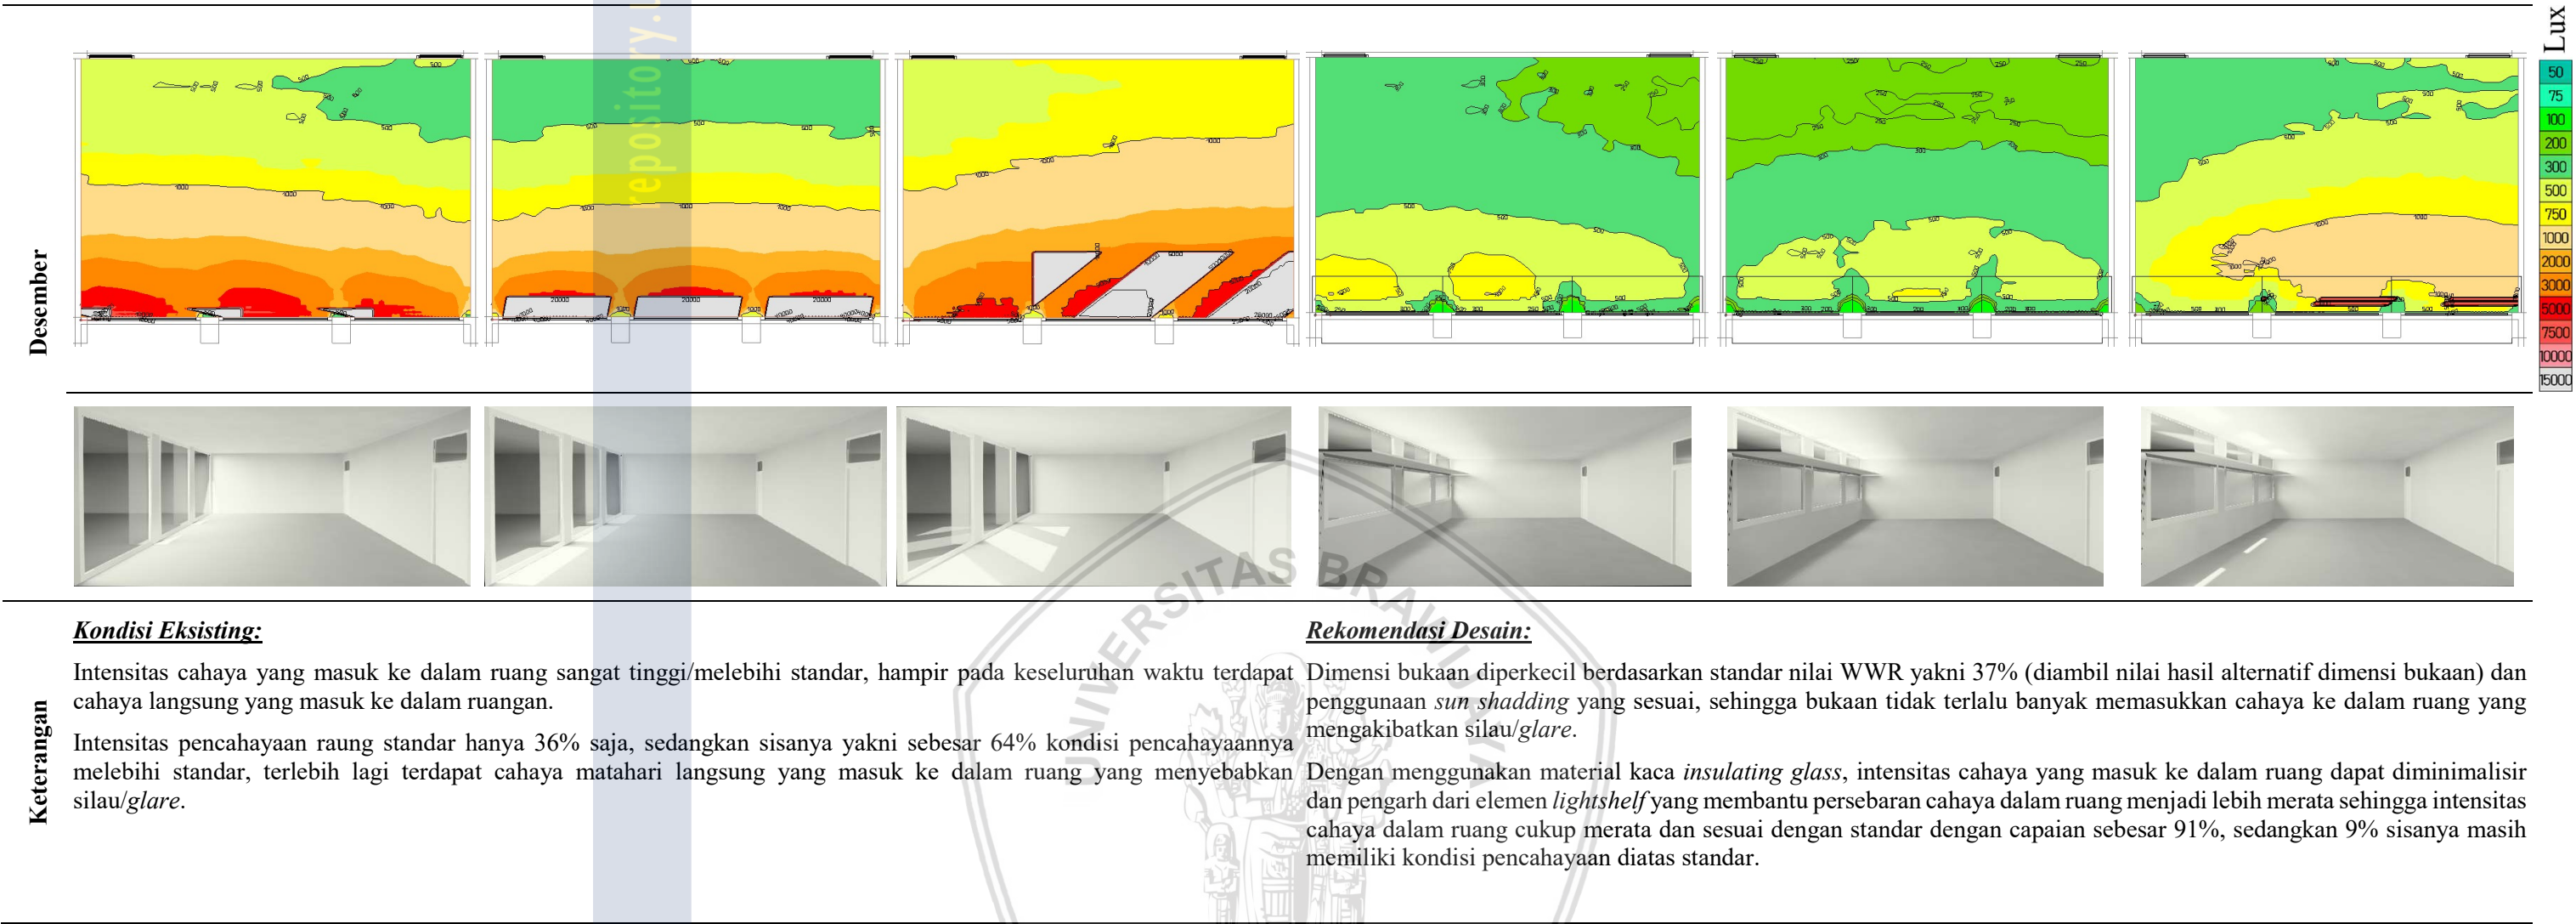 repository.u
Lux
50
75
100
200
300
500
750
1000
2000
3000
5000
7500
10000
15000
Desember
20000
20000
20000
UNIVERSITAS BRAWIJAYA
Keterangan
Kondisi Eksisting:
Intensitas cahaya yang masuk ke dalam ruang sangat tinggi/melebihi standar, hampir pada keseluruhan waktu terdapat
cahaya langsung yang masuk ke dalam ruangan.
Intensitas pencahayaan raung standar hanya 36% saja, sedangkan sisanya yakni sebesar 64% kondisi pencahayaannya
melebihi standar, terlebih lagi terdapat cahaya matahari langsung yang masuk ke dalam ruang yang menyebabkan
silau/glare.
Rekomendasi Desain:
Dimensi bukaan diperkecil berdasarkan standar nilai WWR yakni 37% (diambil nilai hasil alternatif dimensi bukaan) dan
penggunaan sun shadding yang sesuai, sehingga bukaan tidak terlalu banyak memasukkan cahaya ke dalam ruang yang
mengakibatkan silau/glare.
Dengan menggunakan material kaca insulating glass, intensitas cahaya yang masuk ke dalam ruang dapat diminimalisir
dan pengarh dari elemen lightshelf yang membantu persebaran cahaya dalam ruang menjadi lebih merata sehingga intensitas
cahaya dalam ruang cukup merata dan sesuai dengan standar dengan capaian sebesar 91%, sedangkan 9% sisanya masih
memiliki kondisi pencahayaan diatas standar.